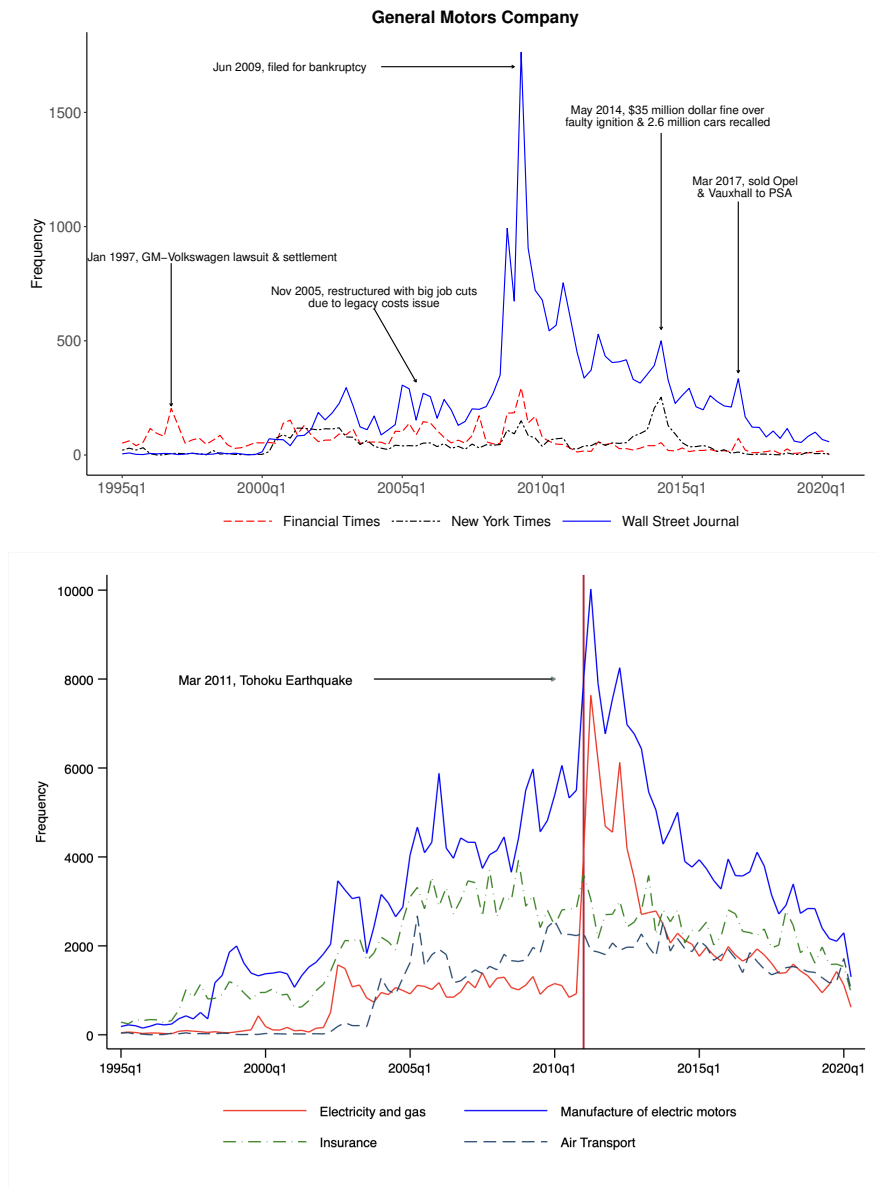 General Motors Company
Jun 2009, filed for bankruptcy
May 2014, $35 million dollar fine over
faulty ignition & 2.6 million cars recalled
Mar 2017, sold Opel
& Vauxhall to PSA
Jan 1997, GM−Volkswagen lawsuit & settlement
Nov 2005, restructured with big job cuts
due to legacy costs issue
Frequency
1500
1000
500
0
1995q1 2000q1 2005q1 2010q1 2015q1 2020q1
Financial Times New York Times Wall Street Journal
10000
8000
6000
4000
2000
0
Frequency
Mar 2011, Tohoku Earthquake
1995q1 2000q1 2005q1 2010q1 2015q1 2020q1
Electricity and gas Manufacture of electric motors
Insurance Air Transport